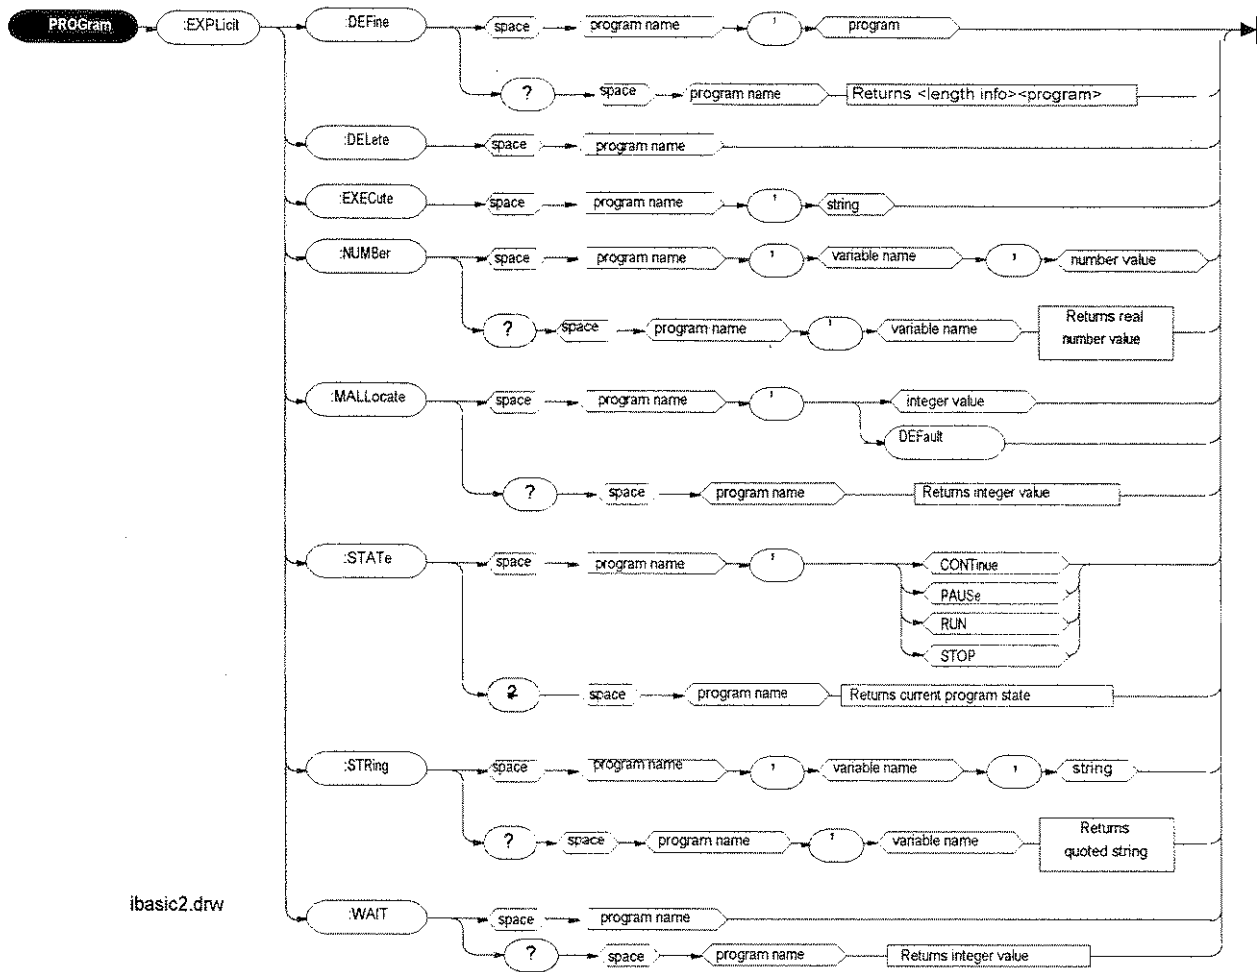 PROGram :EXPLicit :DEFine space program name , program
? space program name Returns <length info><program>
:DELete space program name
:EXECute space program name , string
:NUMBer space program name , variable name , number value
? space program name , variable name Returns real
number value
:MALLocate space program name , integer value
DEFault
? space program name Returns integer value
:STATe space program name , CONTinue
PAUSe
RUN
STOP
? space program name Returns current program state
:STRing space program name , variable name , string
? space program name , variable name Returns
quoted string
ibasic2.drw
:WAIT space program name
? space program name Returns integer value